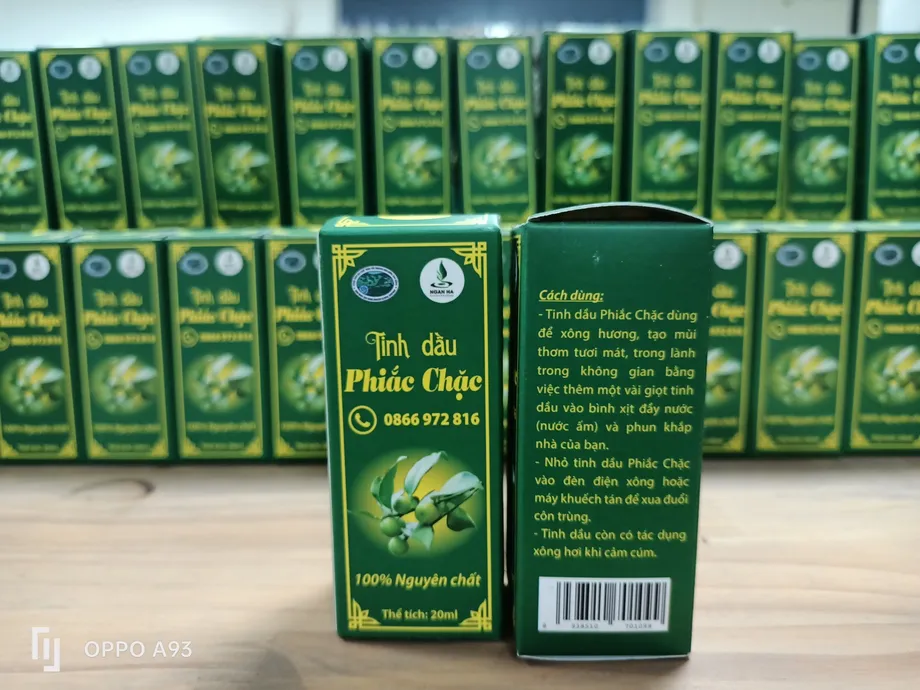 NGAN HA
Tinh dầu
Phiắc Chặc
0866 972 816
100% Nguyên chất
Thể tích: 20ml
Cách dùng:
- Tinh dầu Phiắc Chặc dùng
để xông hương, tạo mùi
thơm tươi mát, trong lành
trong không gian bằng
việc thêm một vài giọt tinh
dầu vào bình xịt đầy nước
(nước ấm) và phun khắp
nhà của bạn.
- Nhỏ tinh dầu Phiắc Chặc
vào đèn điện xông hoặc
máy khuếch tán để xua đuổi
côn trùng.
- Tinh dầu còn có tác dụng
xông hơi khi cảm cúm.
OPPO A93